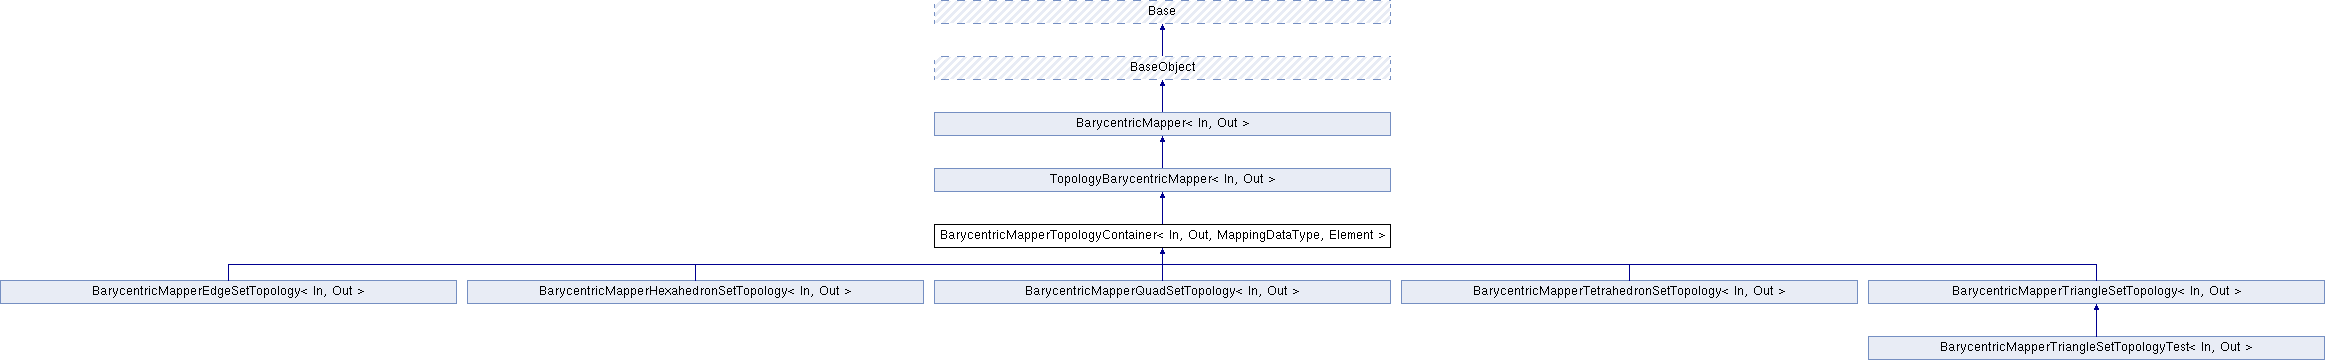 Base
BaseObject
BarycentricMapper< In, Out >
TopologyBarycentricMapper< In, Out >
BarycentricMapperTopologyContainer< In, Out, MappingDataType, Element >
BarycentricMapperEdgeSetTopology< In, Out >
BarycentricMapperHexahedronSetTopology< In, Out >
BarycentricMapperQuadSetTopology< In, Out >
BarycentricMapperTetrahedronSetTopology< In, Out >
BarycentricMapperTriangleSetTopology< In, Out >
BarycentricMapperTriangleSetTopologyTest< In, Out >